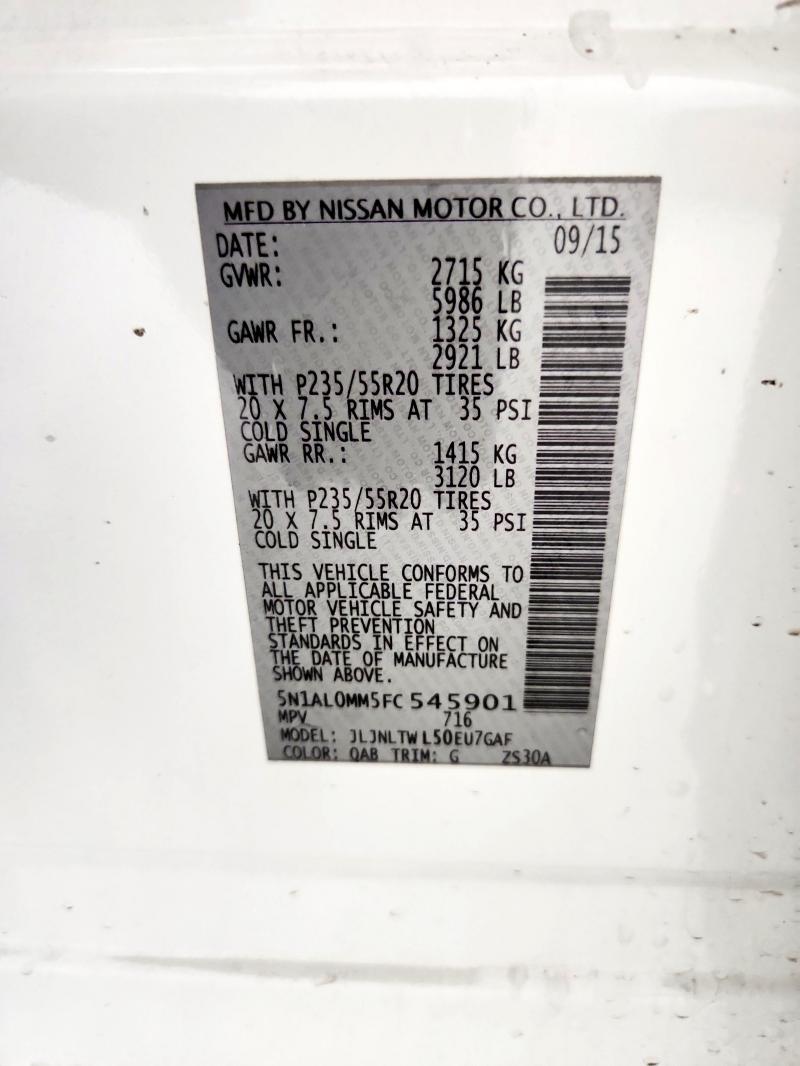 MFD BY NISSAN MOTOR CO., LTD.
DATE: 09/15
GVWR: 2715 KG
5986 LB
GAWR FR.: 1325 KG
2921 LB
WITH P235/55R20 TIRES
20 X 7.5 RIMS AT 35 PSI
COLD SINGLE
GAWR RR.: 1415 KG
3120 LB
WITH P235/55R20 TIRES
20 X 7.5 RIMS AT 35 PSI
COLD SINGLE
THIS VEHICLE CONFORMS TO
ALL APPLICABLE FEDERAL
MOTOR VEHICLE SAFETY AND
THEFT PREVENTION
STANDARDS IN EFFECT ON
THE DATE OF MANUFACTURE
SHOWN ABOVE.
5N1AL0MM5FC 545901
MPV 716
MODEL: JLJNLTW L50EU7GAF
COLOR: QAB TRIM: G ZS30A